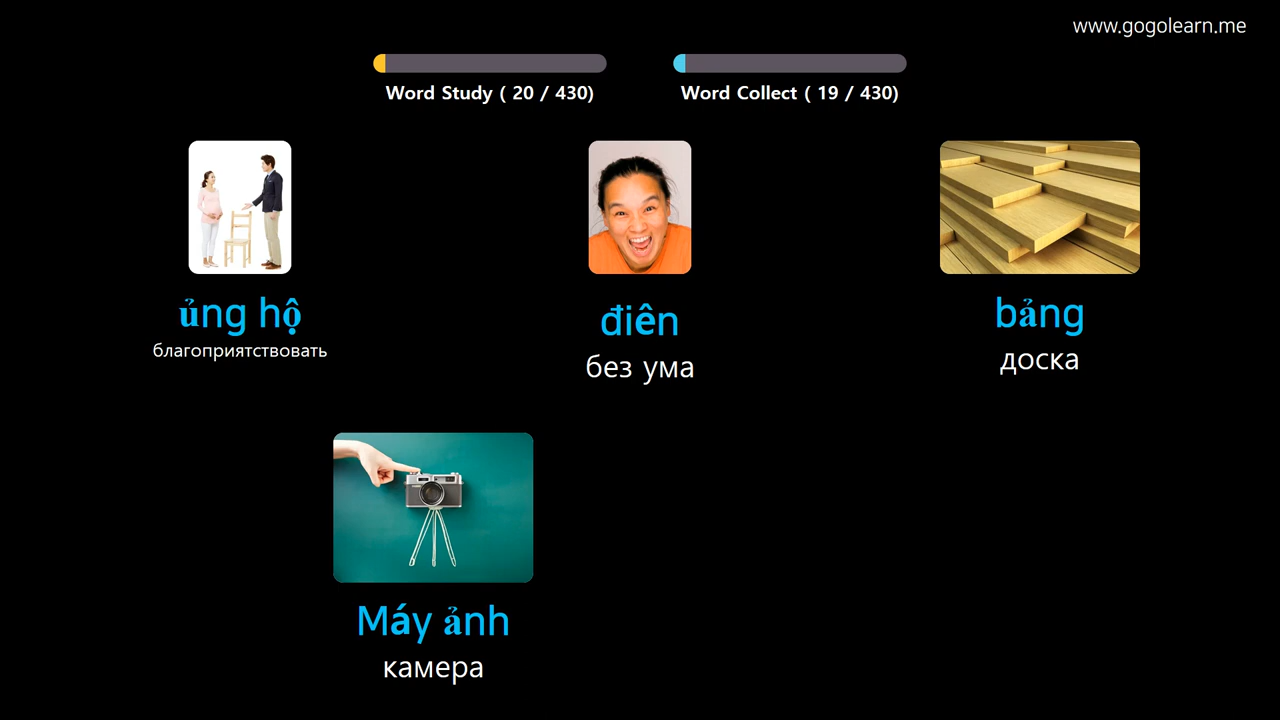 www.gogolearn.me
Word Study ( 20 / 430)
Word Collect ( 19 / 430)
ủng hộ
благоприятствовать
điên
без ума
bảng
доска
Máy ảnh
камера